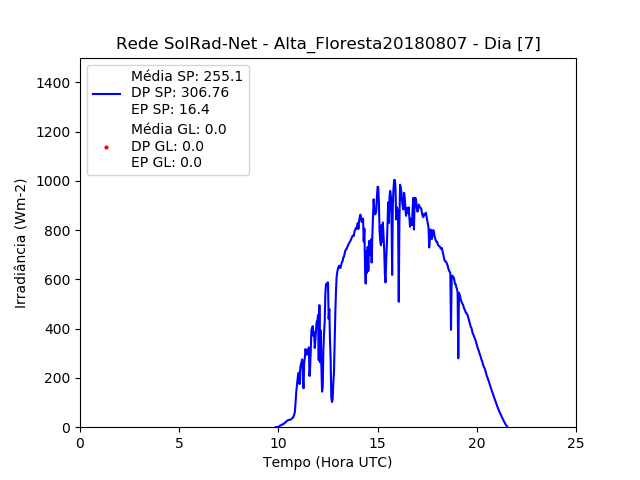 Rede SolRad-Net - Alta_Floresta20180807 - Dia [7]
Média SP: 255.1
DP SP: 306.76
EP SP: 16.4
Média GL: 0.0
DP GL: 0.0
EP GL: 0.0
Irradiância (Wm-2)
1400
1200
1000
800
600
400
200
0
0 5 10 15 20 25
Tempo (Hora UTC)